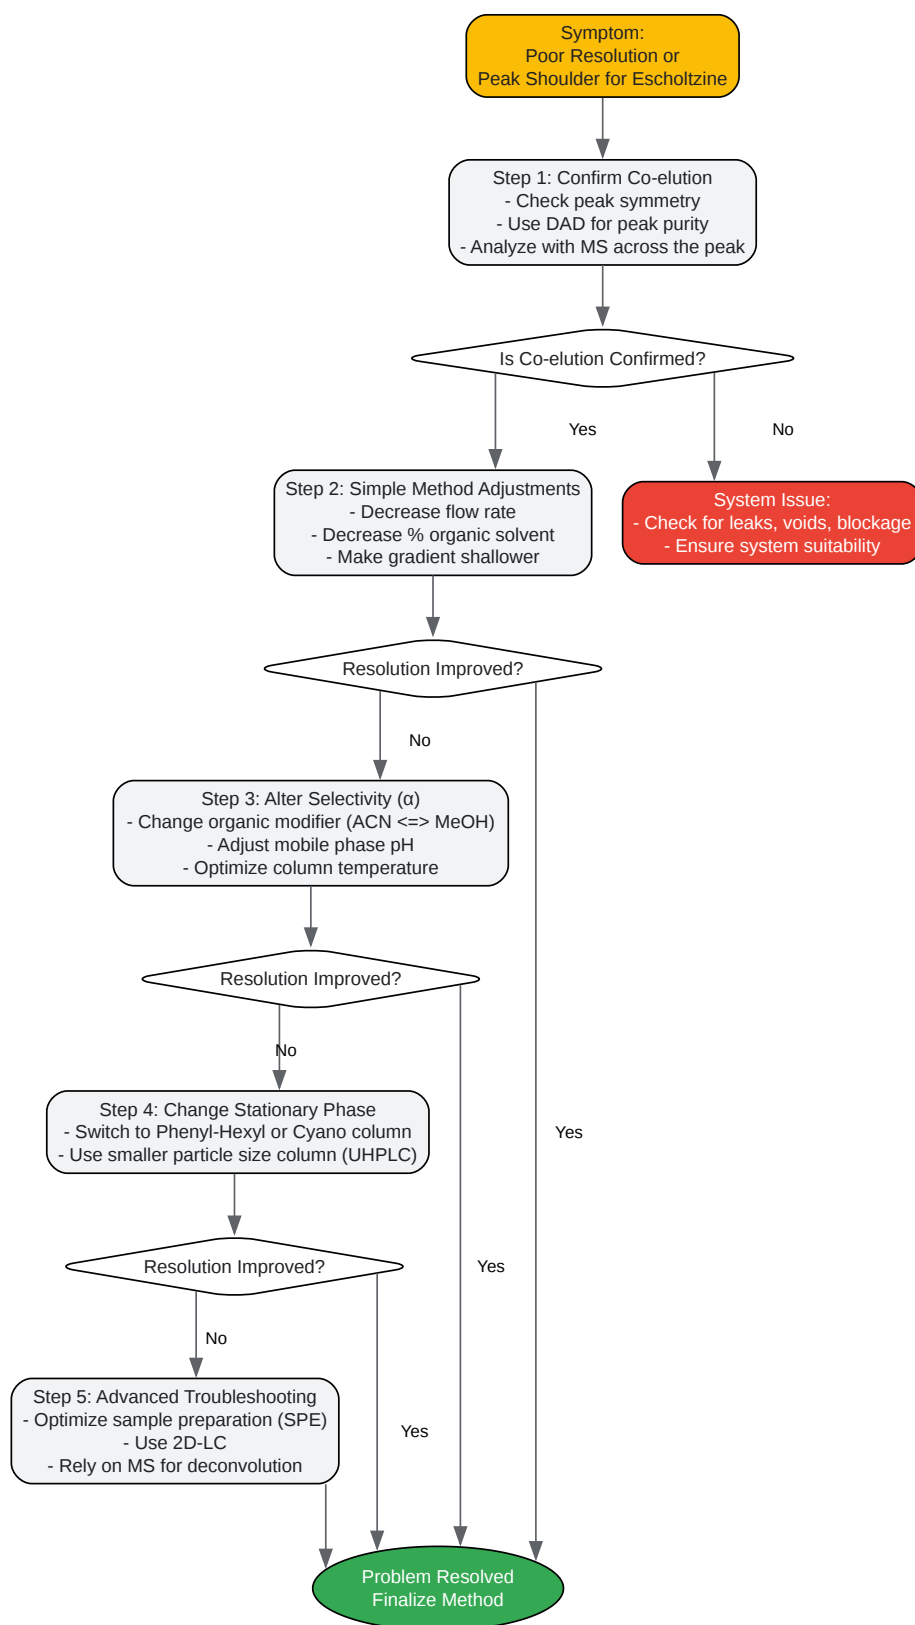 Symptom:
Poor Resolution or
Peak Shoulder for Escholtzine
Step 1: Confirm Co-elution
- Check peak symmetry
- Use DAD for peak purity
- Analyze with MS across the peak
Is Co-elution Confirmed?
Yes
No
Step 2: Simple Method Adjustments
- Decrease flow rate
- Decrease % organic solvent
- Make gradient shallower
System Issue:
- Check for leaks, voids, blockage
- Ensure system suitability
Resolution Improved?
No
Step 3: Alter Selectivity (α)
- Change organic modifier (ACN <=> MeOH)
- Adjust mobile phase pH
- Optimize column temperature
Resolution Improved?
No
Step 4: Change Stationary Phase
- Switch to Phenyl-Hexyl or Cyano column
- Use smaller particle size column (UHPLC)
Yes
Resolution Improved?
Yes
No
Step 5: Advanced Troubleshooting
- Optimize sample preparation (SPE)
- Use 2D-LC
- Rely on MS for deconvolution
Yes
Problem Resolved
Finalize Method